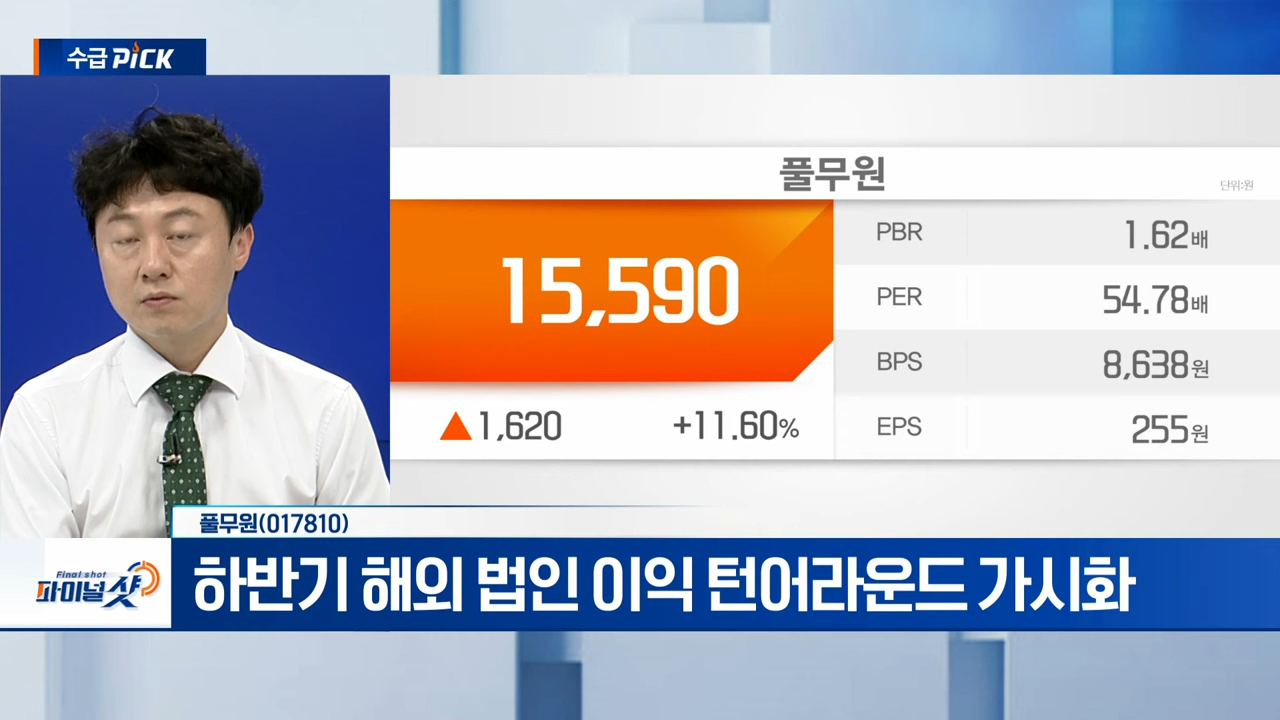 수급 PiCK
풀무원
단위:원
15,590
▲1,620 +11.60%
PBR 1.62배
PER 54.78배
BPS 8,638원
EPS 255원
풀무원(017810)
Final shot
파이널샷
하반기 해외 법인 이익 턴어라운드 가시화